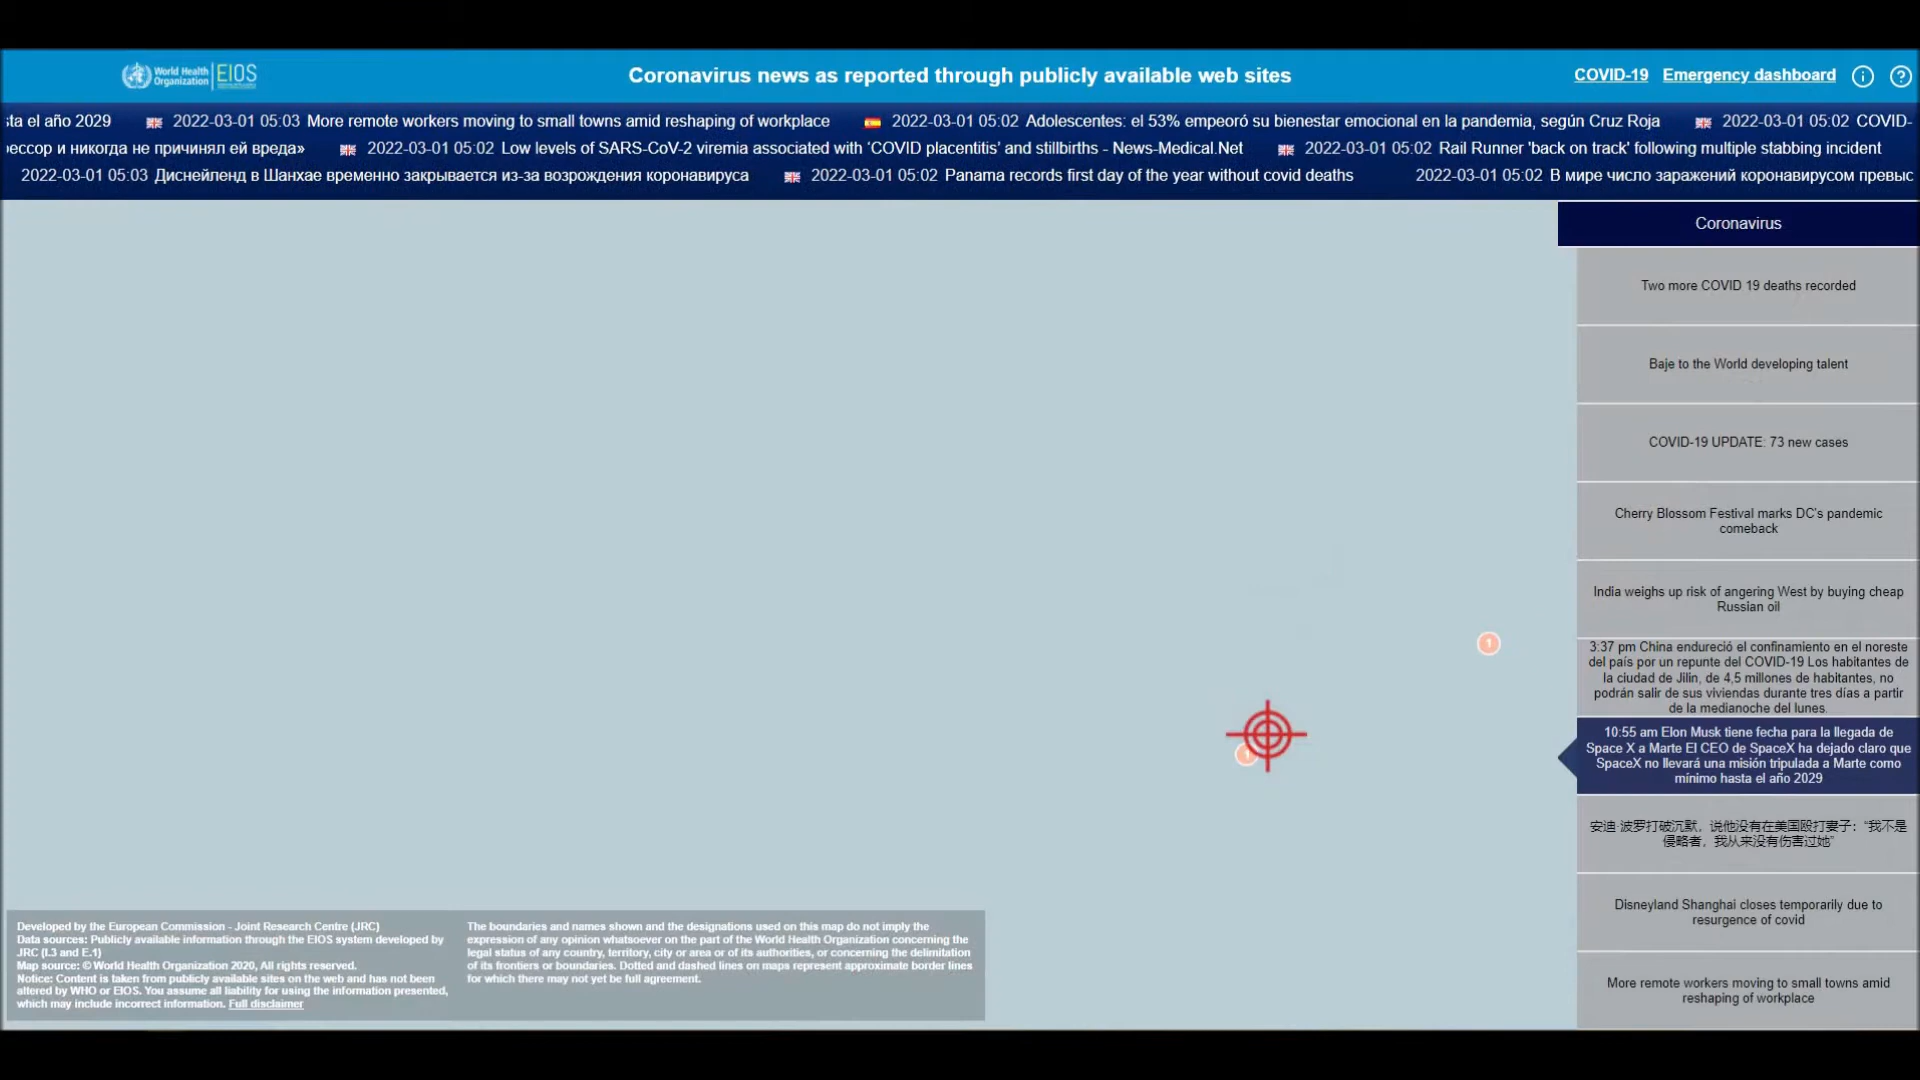 World Health
Organization
EIOS
Coronavirus news as reported through publicly available web sites
COVID-19 Emergency dashboard
sta el año 2029 2022-03-01 05:03 More remote workers moving to small towns amid reshaping of workplace 2022-03-01 05:02 Adolescentes: el 53% empeoró su bienestar emocional en la pandemia, según Cruz Roja 2022-03-01 05:02 COVID-
рессор и никогда не причинял ей вреда» 2022-03-01 05:02 Low levels of SARS-CoV-2 viremia associated with ‘COVID placentitis’ and stillbirths - News-Medical.Net 2022-03-01 05:02 Rail Runner 'back on track' following multiple stabbing incident
2022-03-01 05:03 Диснейленд в Шанхае временно закрывается из-за возрождения коронавируса 2022-03-01 05:02 Panama records first day of the year without covid deaths 2022-03-01 05:02 В мире число заражений коронавирусом превыс
Coronavirus
Two more COVID 19 deaths recorded
Baje to the World developing talent
COVID-19 UPDATE: 73 new cases
Cherry Blossom Festival marks DC's pandemic
comeback
India weighs up risk of angering West by buying cheap
Russian oil
3:37 pm China endureció el confinamiento en el noreste
del país por un repunte del COVID-19 Los habitantes de
la ciudad de Jilin, de 4,5 millones de habitantes, no
podrán salir de sus viviendas durante tres días a partir
de la medianoche del lunes.
10:55 am Elon Musk tiene fecha para la llegada de
Space X a Marte El CEO de SpaceX ha dejado claro que
SpaceX no llevará una misión tripulada a Marte como
mínimo hasta el año 2029
安迪·波罗打破沉默，说他没有在美国殴打妻子：“我不是
侵略者，我从来没有伤害过她”
Disneyland Shanghai closes temporarily due to
resurgence of covid
More remote workers moving to small towns amid
reshaping of workplace
1
1
Developed by the European Commission - Joint Research Centre (JRC)
Data sources: Publicly available information through the EIOS system developed by
JRC (I.3 and E.1)
Map source: © World Health Organization 2020, All rights reserved.
Notice: Content is taken from publicly available sites on the web and has not been
altered by WHO or EIOS. You assume all liability for using the information presented,
which may include incorrect information. Full disclaimer
The boundaries and names shown and the designations used on this map do not imply the
expression of any opinion whatsoever on the part of the World Health Organization concerning the
legal status of any country, territory, city or area or of its authorities, or concerning the delimitation
of its frontiers or boundaries. Dotted and dashed lines on maps represent approximate border lines
for which there may not yet be full agreement.